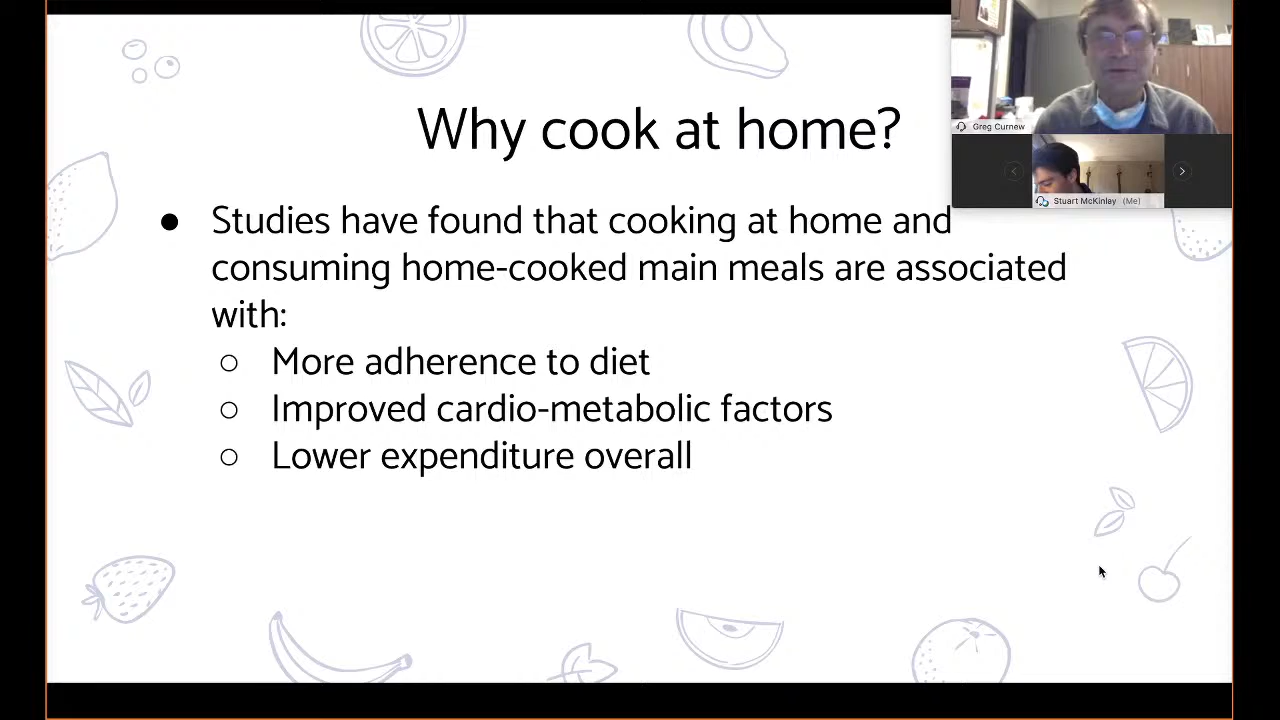 Why cook at home?
Greg Curnew
Stuart McKinlay (Me)
● Studies have found that cooking at home and
consuming home-cooked main meals are associated
with:
○ More adherence to diet
○ Improved cardio-metabolic factors
○ Lower expenditure overall